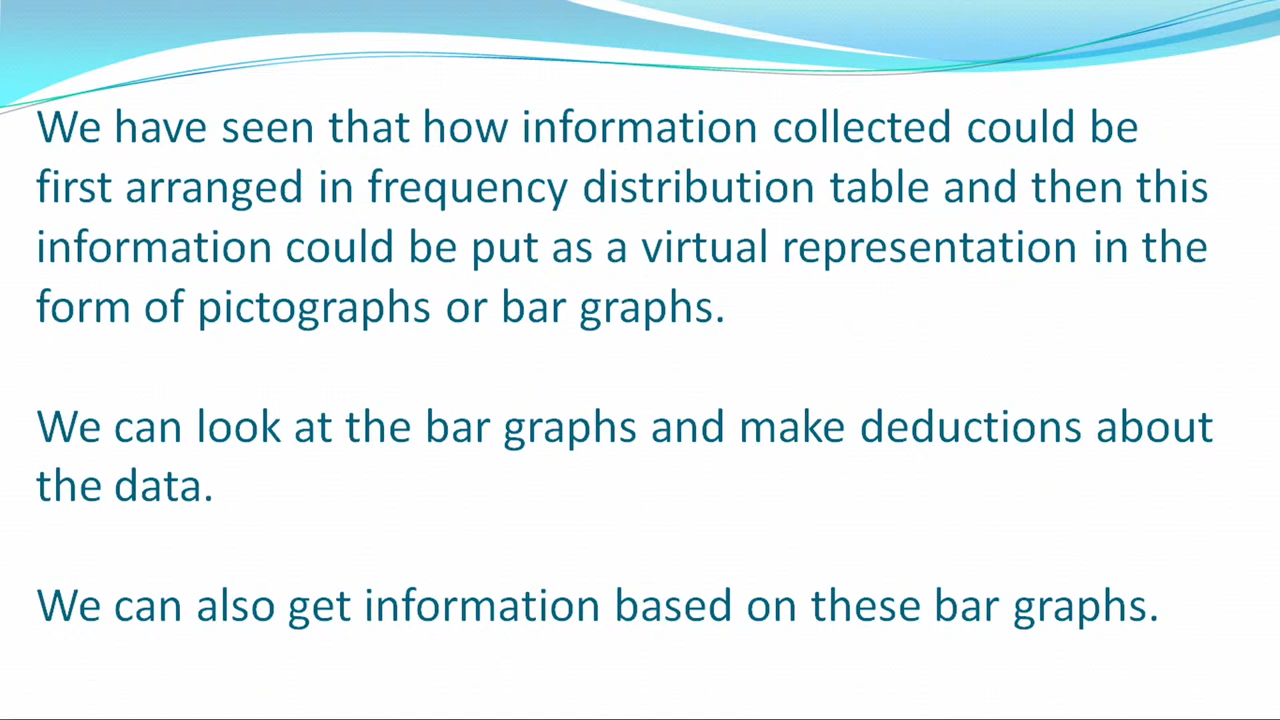 We have seen that how information collected could be
first arranged in frequency distribution table and then this
information could be put as a virtual representation in the
form of pictographs or bar graphs.
We can look at the bar graphs and make deductions about
the data.
We can also get information based on these bar graphs.